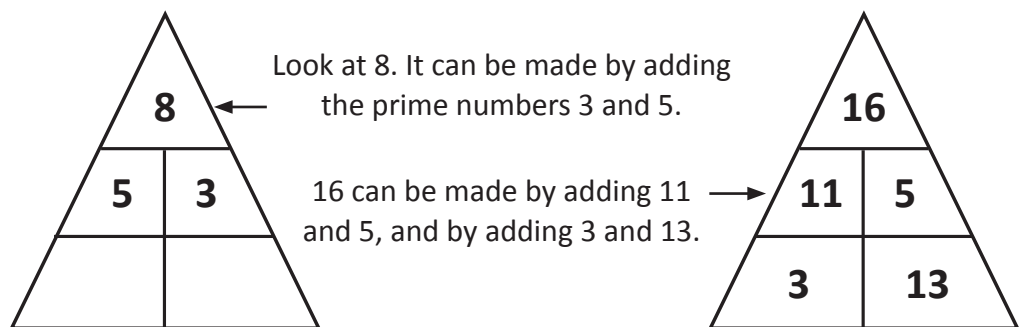 Look at 8. It can be made by adding
the prime numbers 3 and 5.
8
5 3
16 can be made by adding 11
and 5, and by adding 3 and 13.
16
11 5
3 13